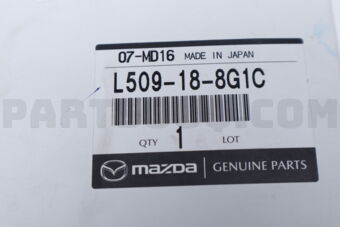 07-MD16 MADE IN JAPAN
L509-18-8G1C
QTY 1 LOT
mazda GENUINE PARTS